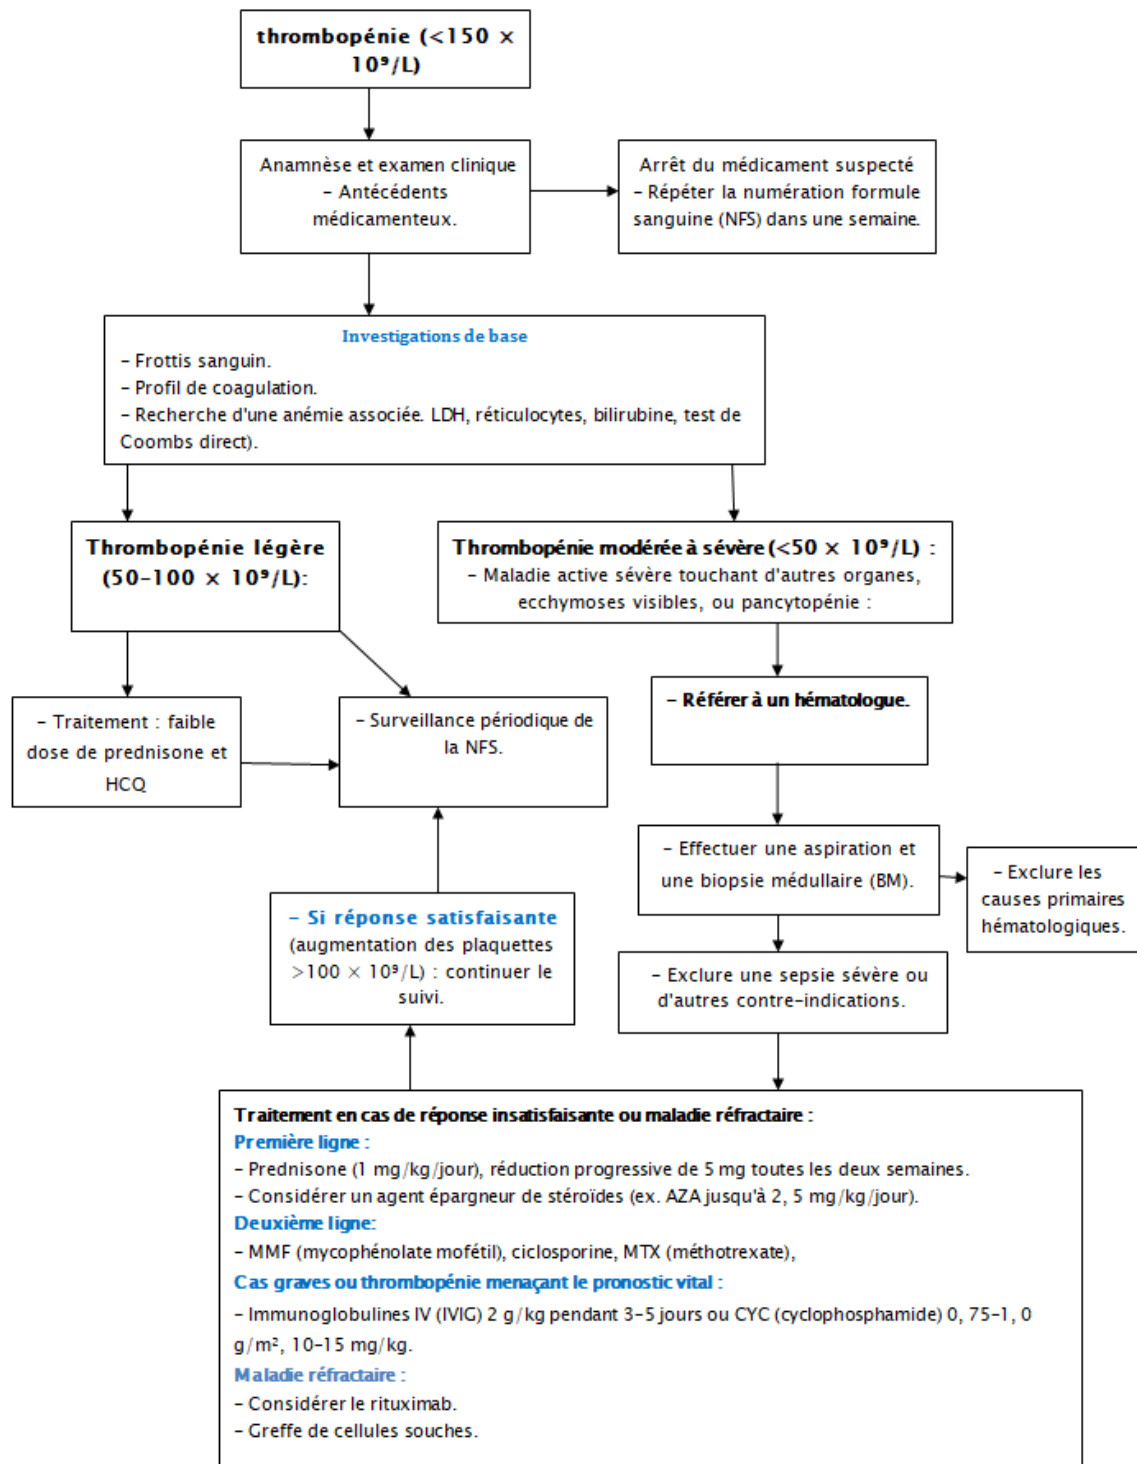 thrombopénie (<150 ×
10⁹/L)
Anamnèse et examen clinique
– Antécédents
médicamenteux.
Arrêt du médicament suspecté
– Répéter la numération formule
sanguine (NFS) dans une semaine.
Investigations de base
– Frottis sanguin.
– Profil de coagulation.
– Recherche d'une anémie associée. LDH, réticulocytes, bilirubine, test de
Coombs direct).
Thrombopénie légère
(50–100 × 10⁹/L):
Thrombopénie modérée à sévère (<50 × 10⁹/L) :
– Maladie active sévère touchant d'autres organes,
ecchymoses visibles, ou pancytopénie :
– Traitement : faible
dose de prednisone et
HCQ
– Surveillance périodique de
la NFS.
– Référer à un hématologue.
– Effectuer une aspiration et
une biopsie médullaire (BM).
– Exclure les
causes primaires
hématologiques.
– Si réponse satisfaisante
(augmentation des plaquettes
>100 × 10⁹/L) : continuer le
suivi.
– Exclure une sepsie sévère ou
d'autres contre-indications.
Traitement en cas de réponse insatisfaisante ou maladie réfractaire :
Première ligne :
– Prednisone (1 mg/kg/jour), réduction progressive de 5 mg toutes les deux semaines.
– Considérer un agent épargneur de stéroïdes (ex. AZA jusqu'à 2, 5 mg/kg/jour).
Deuxième ligne:
– MMF (mycophénolate mofétil), ciclosporine, MTX (méthotrexate),
Cas graves ou thrombopénie menaçant le pronostic vital :
– Immunoglobulines IV (IVIG) 2 g/kg pendant 3–5 jours ou CYC (cyclophosphamide) 0, 75–1, 0
g/m², 10–15 mg/kg.
Maladie réfractaire :
– Considérer le rituximab.
– Greffe de cellules souches.